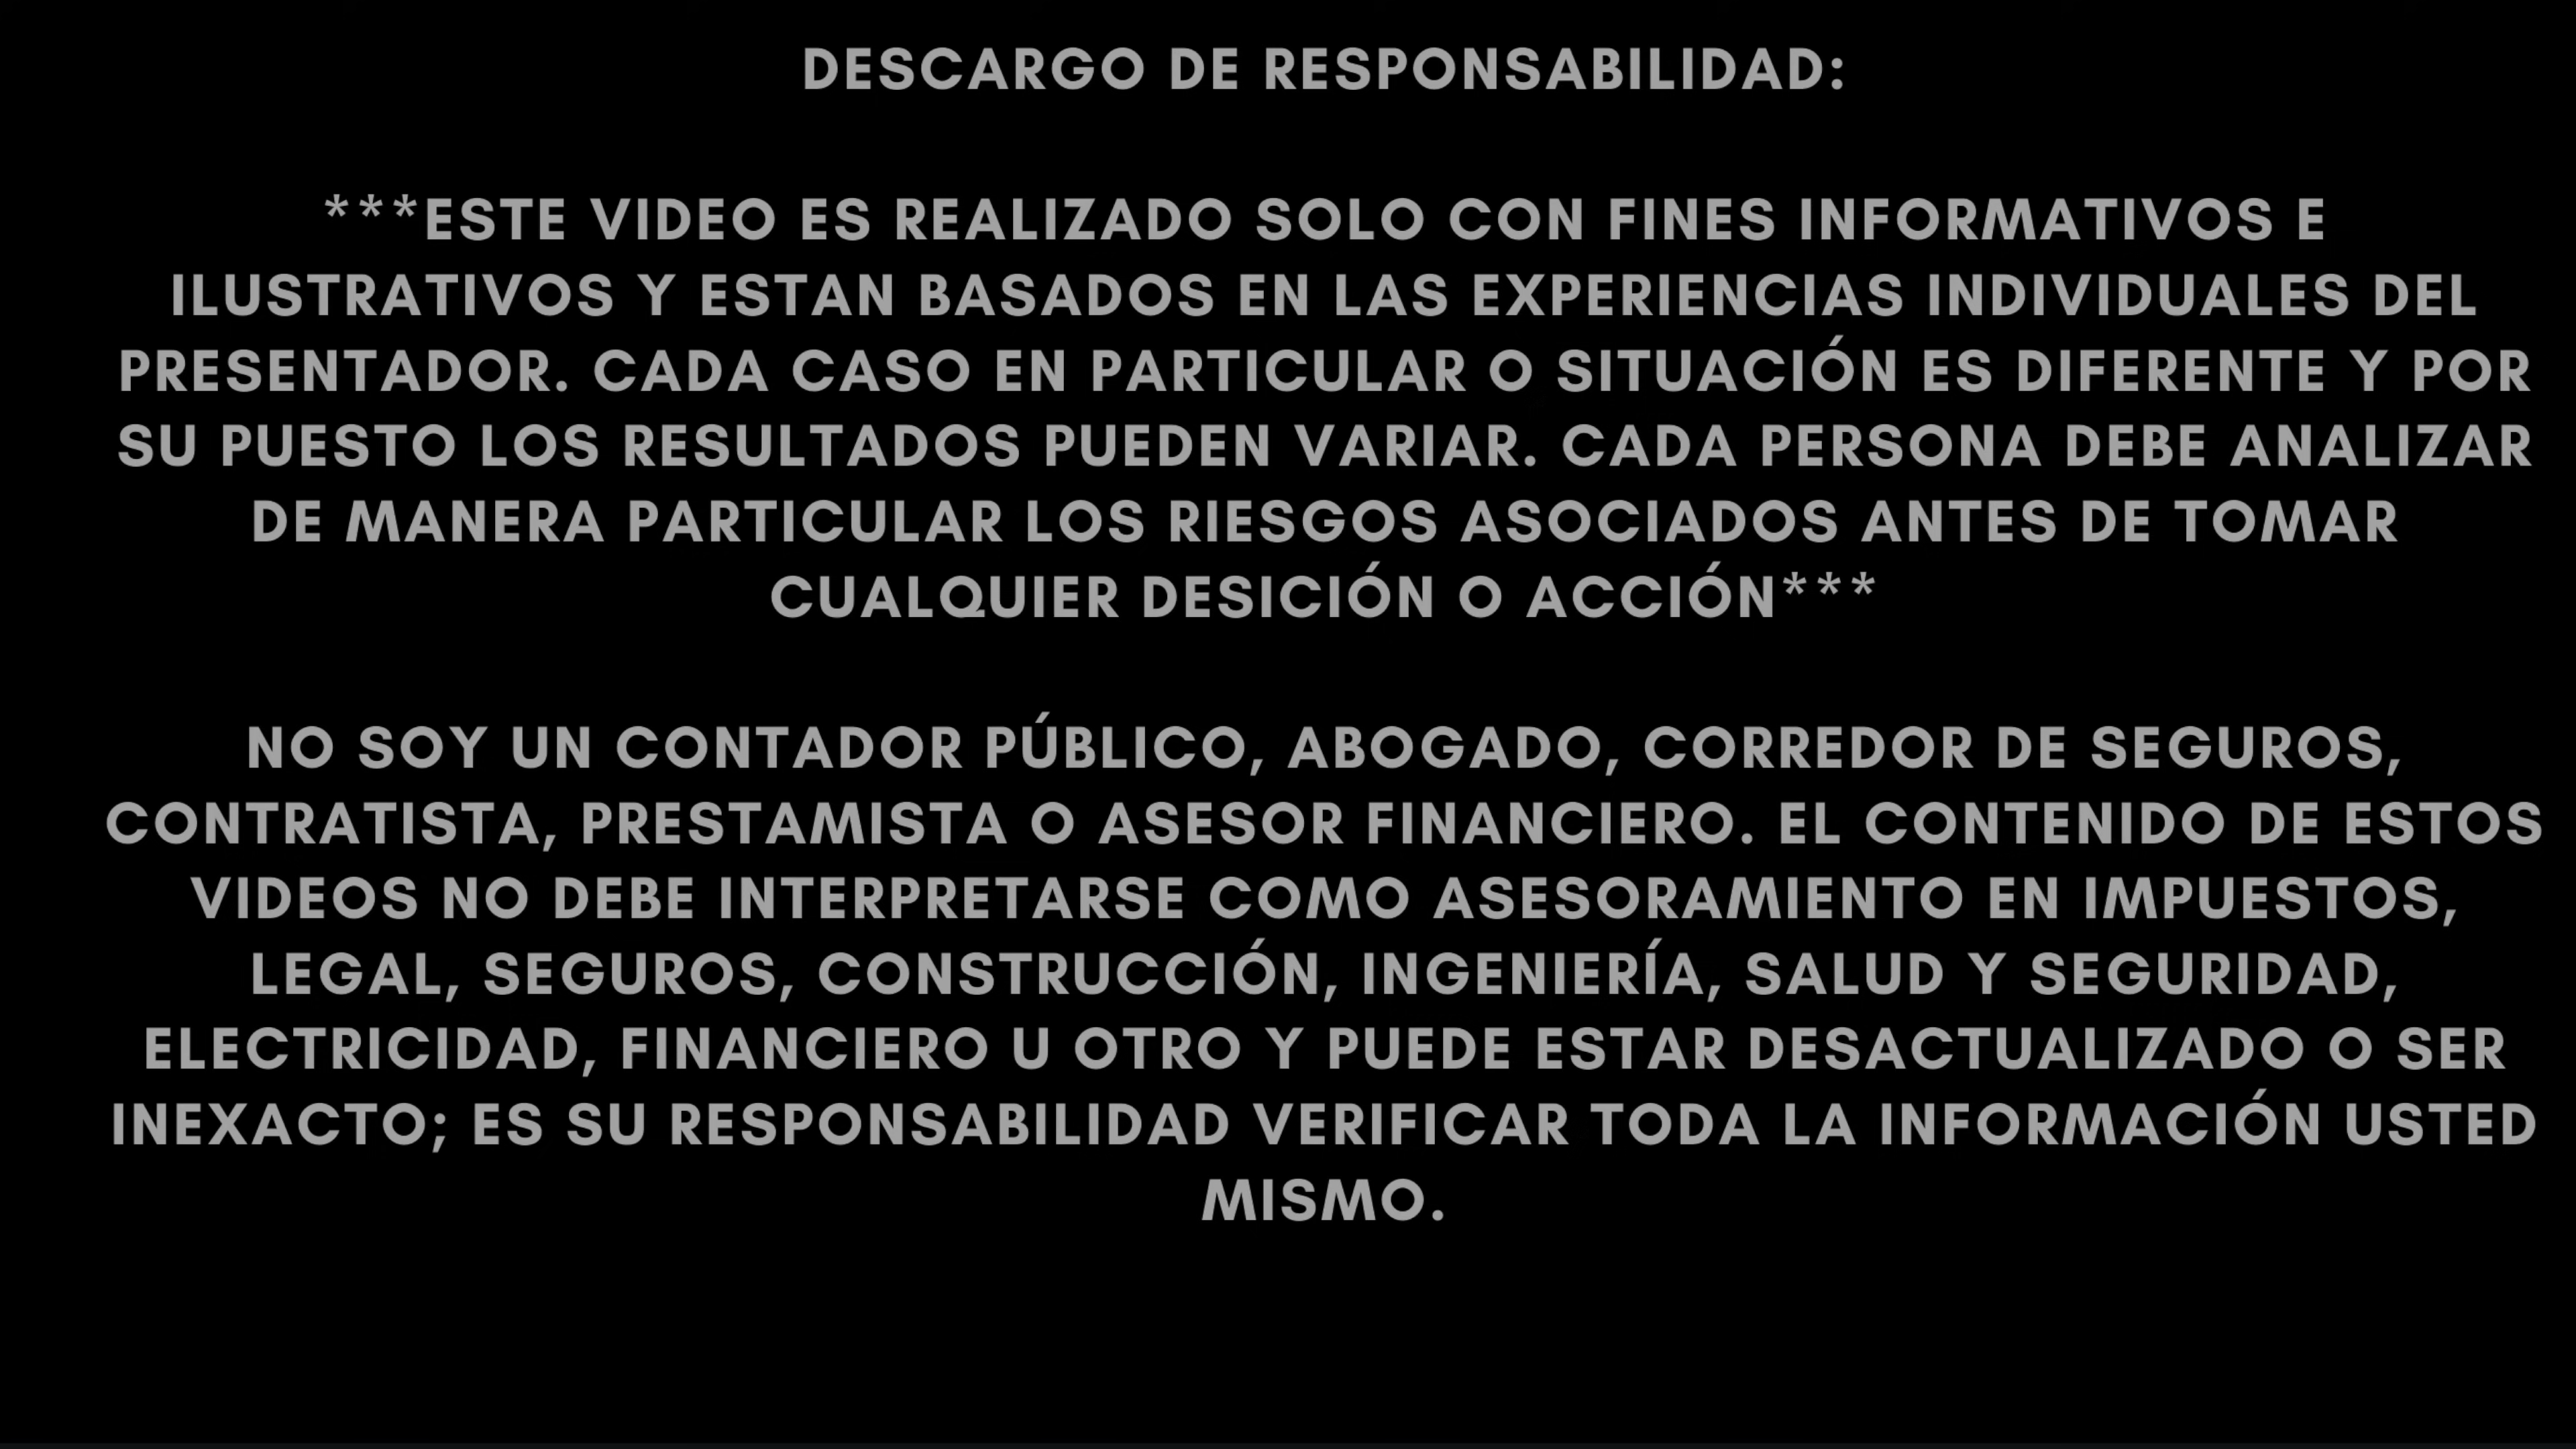 DESCARGO DE RESPONSABILIDAD:
***ESTE VIDEO ES REALIZADO SOLO CON FINES INFORMATIVOS E
ILUSTRATIVOS Y ESTAN BASADOS EN LAS EXPERIENCIAS INDIVIDUALES DEL
PRESENTADOR. CADA CASO EN PARTICULAR O SITUACIÓN ES DIFERENTE Y POR
SU PUESTO LOS RESULTADOS PUEDEN VARIAR. CADA PERSONA DEBE ANALIZAR
DE MANERA PARTICULAR LOS RIESGOS ASOCIADOS ANTES DE TOMAR
CUALQUIER DESICIÓN O ACCIÓN***
NO SOY UN CONTADOR PÚBLICO, ABOGADO, CORREDOR DE SEGUROS,
CONTRATISTA, PRESTAMISTA O ASESOR FINANCIERO. EL CONTENIDO DE ESTOS
VIDEOS NO DEBE INTERPRETARSE COMO ASESORAMIENTO EN IMPUESTOS,
LEGAL, SEGUROS, CONSTRUCCIÓN, INGENIERÍA, SALUD Y SEGURIDAD,
ELECTRICIDAD, FINANCIERO U OTRO Y PUEDE ESTAR DESACTUALIZADO O SER
INEXACTO; ES SU RESPONSABILIDAD VERIFICAR TODA LA INFORMACIÓN USTED
MISMO.